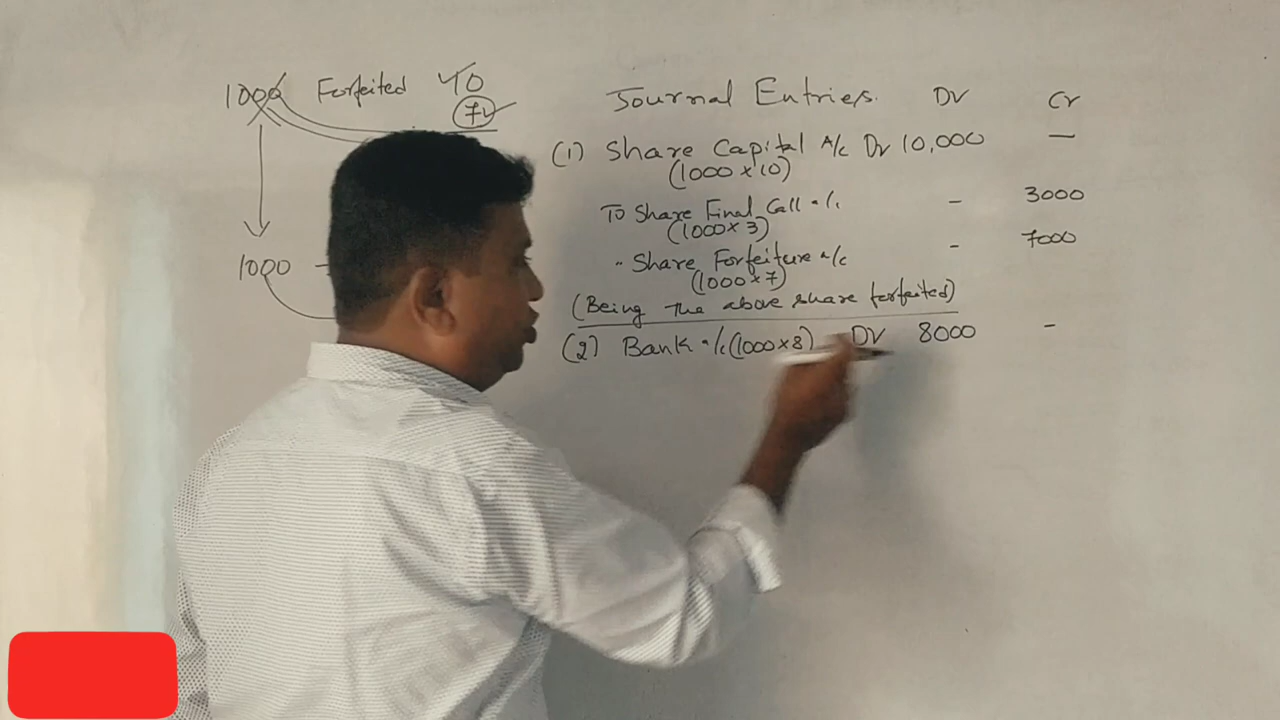 1000 Forfeited 10
7/-
1000 -
Journal Entries. Dr Cr
(1) Share Capital A/c Dr 10,000 —
(1000 x 10)
To Share Final Call a/c - 3000
(1000 x 3)
" Share Forfeiture a/c - 7000
(1000 x 7)
(Being the above share forfeited)
(2) Bank a/c (1000 x 8) Dr 8000 -